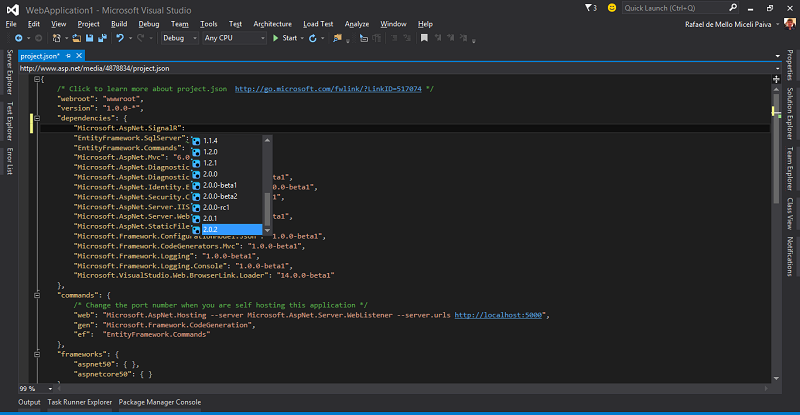 WebApplication1 - Microsoft Visual Studio
3
Quick Launch (Ctrl+Q)
File Edit View Project Build Debug Team Tools Test Architecture Load Test Analyze Window Help
Rafael de Mello Miceli Paiva
Debug Any CPU Start
project.json*
http://www.asp.net/media/4878834/project.json
Server Explorer
Test Explorer
Error List
{
/* Click to learn more about project.json http://go.microsoft.com/fwlink/?LinkID=517074 */
"webroot": "wwwroot",
"version": "1.0.0-*",
"dependencies": {
"Microsoft.AspNet.SignalR":
"EntityFramework.SqlServer":
"EntityFramework.Commands":
"Microsoft.AspNet.Mvc": "6.0.
"Microsoft.AspNet.Diagnostic
"Microsoft.AspNet.Diagnostic eta1",
"Microsoft.AspNet.Identity.E .0.0-beta1",
"Microsoft.AspNet.Security.C 1",
"Microsoft.AspNet.Server.IIS
"Microsoft.AspNet.Server.Web ta1",
"Microsoft.AspNet.StaticFile
"Microsoft.Framework.ConfigurationModel.Json": "1.0.0-beta1",
"Microsoft.Framework.CodeGenerators.Mvc": "1.0.0-beta1",
"Microsoft.Framework.Logging": "1.0.0-beta1",
"Microsoft.Framework.Logging.Console": "1.0.0-beta1",
"Microsoft.VisualStudio.Web.BrowserLink.Loader": "14.0.0-beta1"
},
1.1.4
1.2.0
1.2.1
2.0.0
2.0.0-beta1
2.0.0-beta2
2.0.0-rc1
2.0.1
2.0.2
"commands": {
/* Change the port number when you are self hosting this application */
"web": "Microsoft.AspNet.Hosting --server Microsoft.AspNet.Server.WebListener --server.urls http://localhost:5000",
"gen": "Microsoft.Framework.CodeGeneration",
"ef": "EntityFramework.Commands"
},
"frameworks": {
"aspnet50": { },
"aspnetcore50": { }
99 %
Properties
Solution Explorer
Team Explorer
Class View
Notifications
Output Task Runner Explorer Package Manager Console